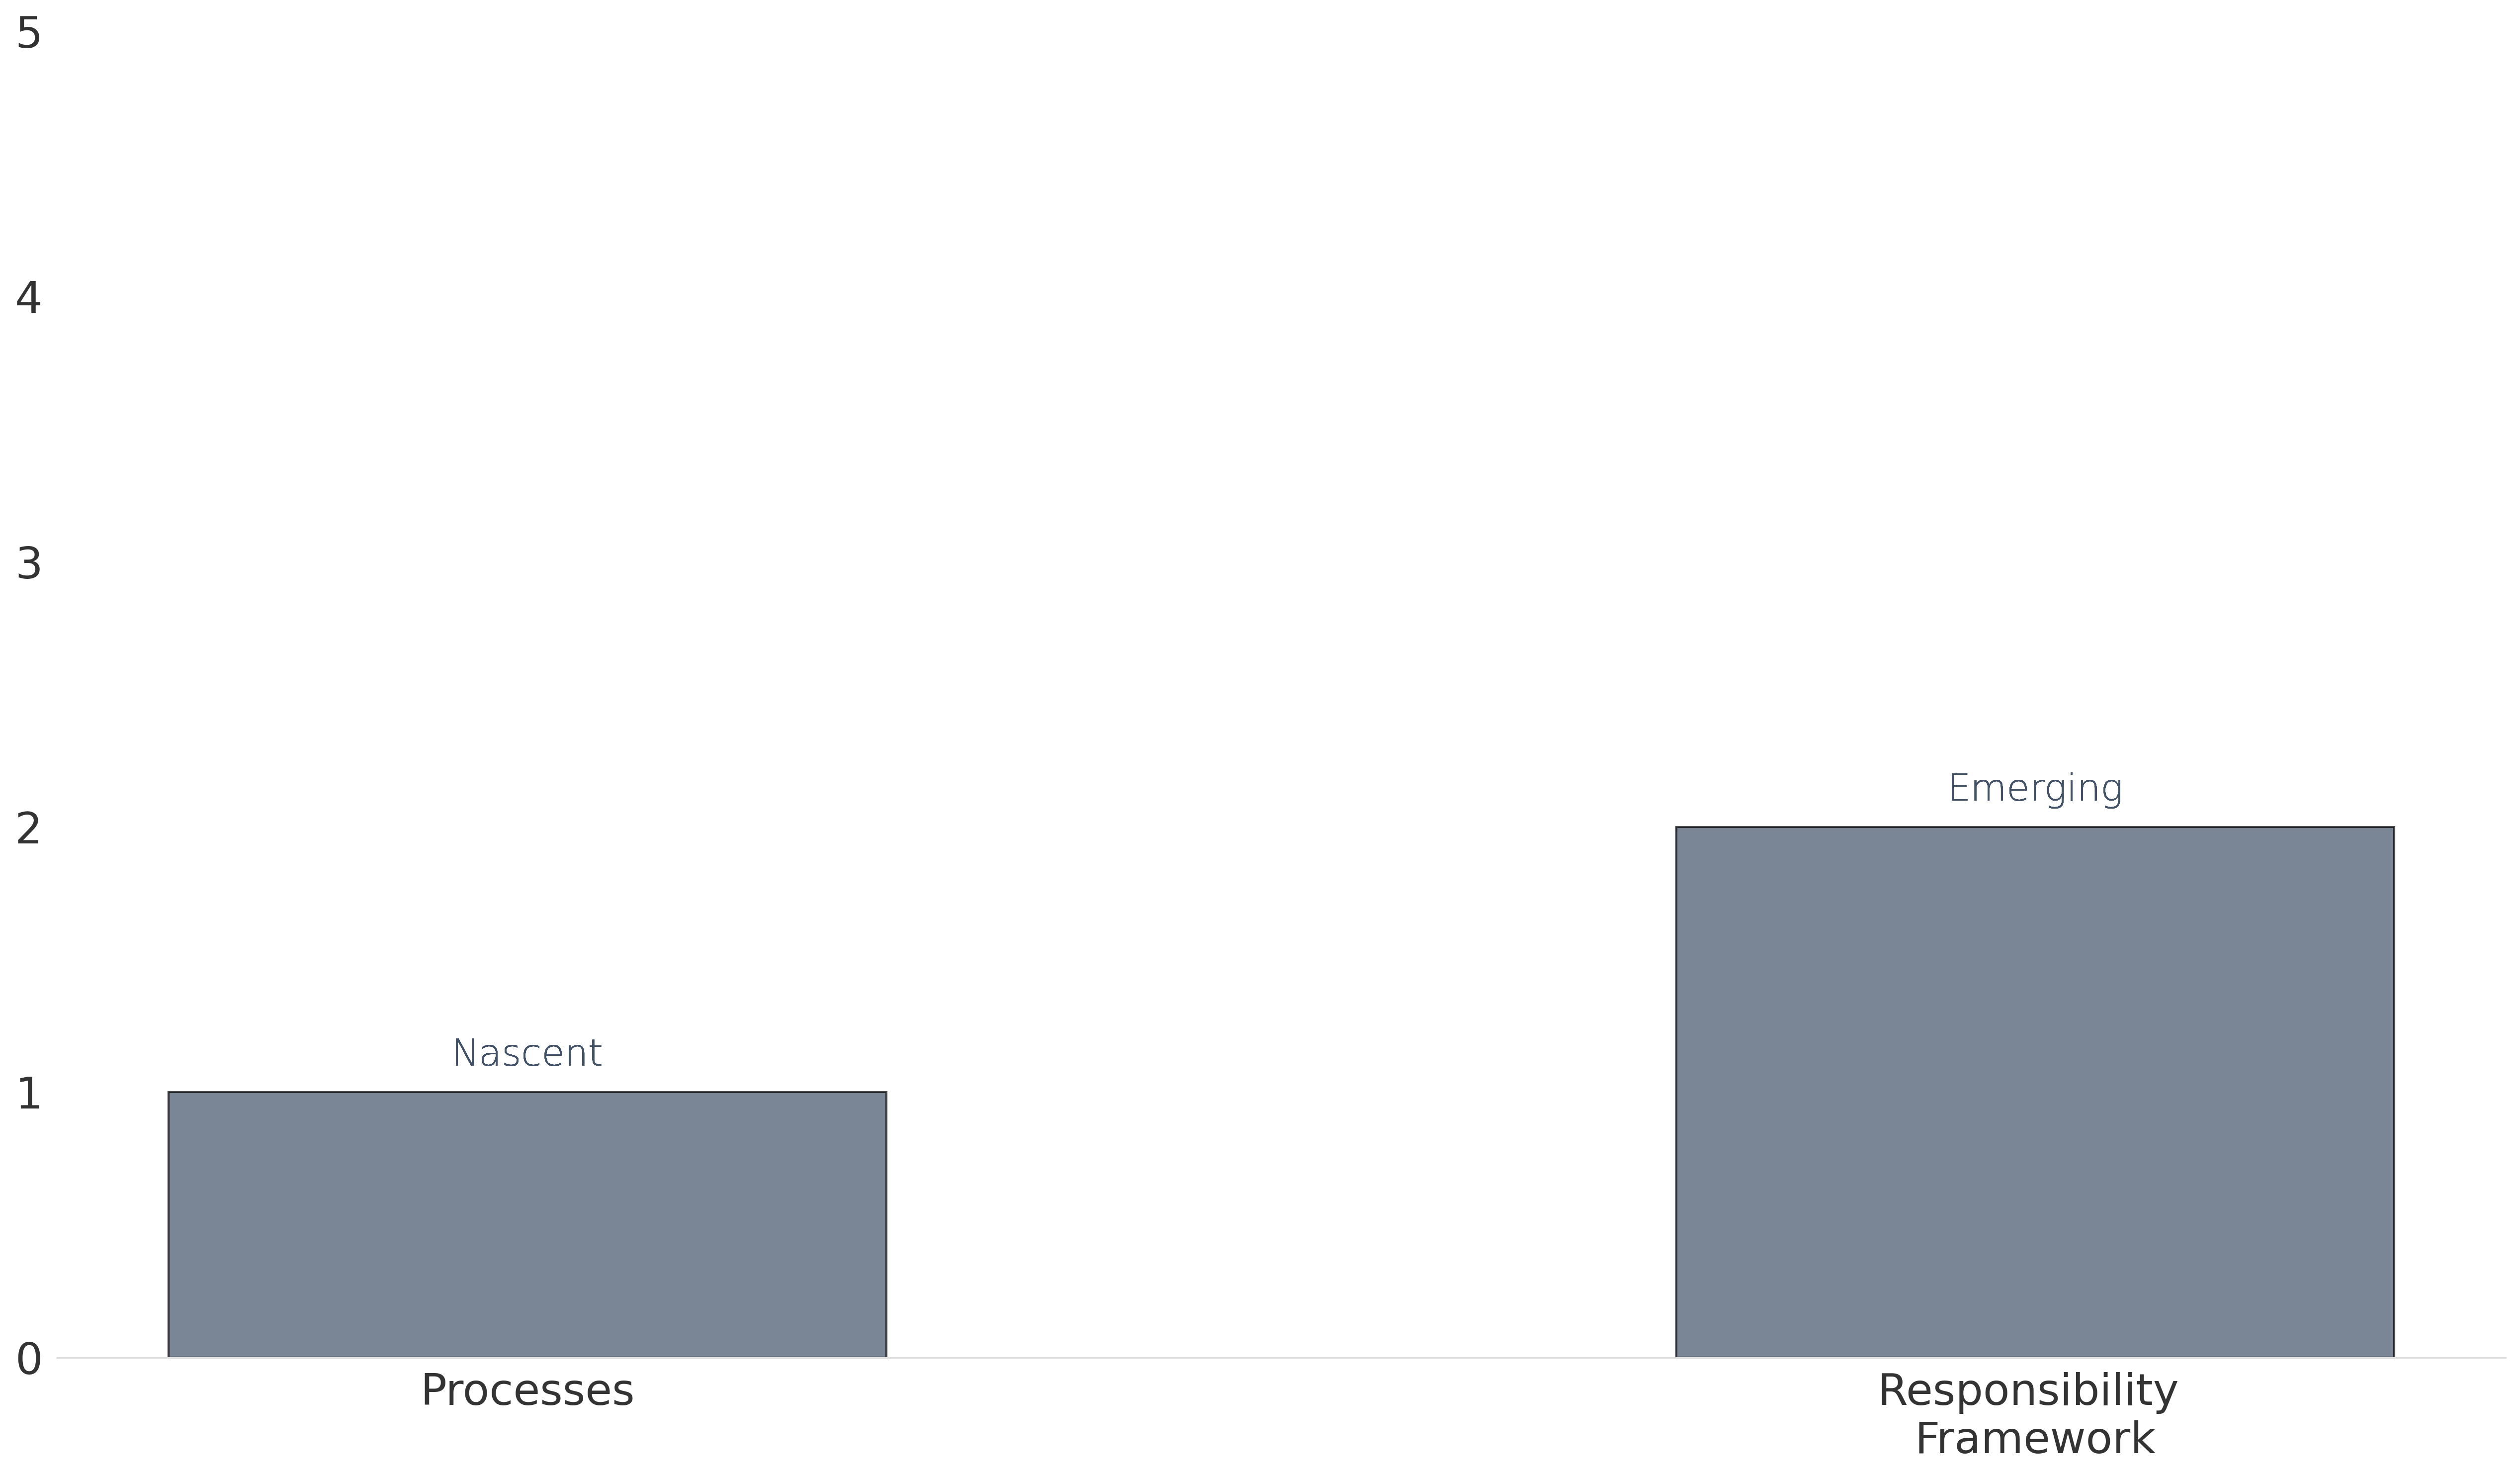 5
4
3
2
1
0
Emerging
Nascent
Processes
Responsibility
Framework